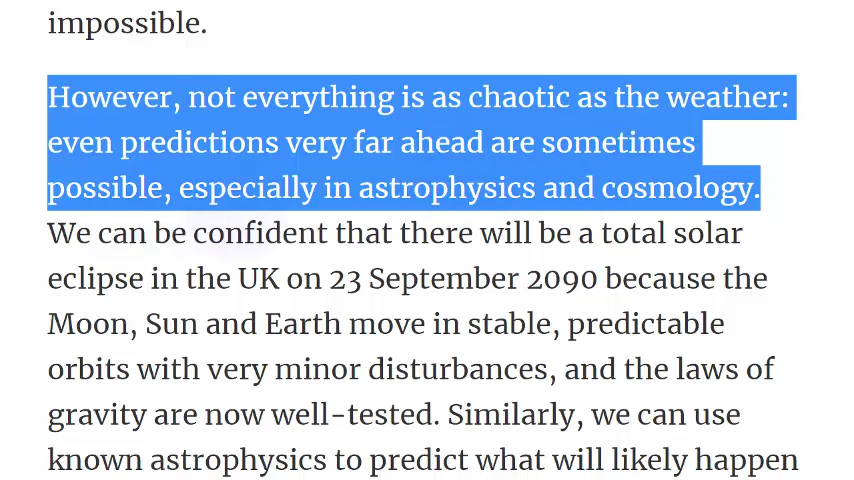 impossible.
However, not everything is as chaotic as the weather:
even predictions very far ahead are sometimes
possible, especially in astrophysics and cosmology.
We can be confident that there will be a total solar
eclipse in the UK on 23 September 2090 because the
Moon, Sun and Earth move in stable, predictable
orbits with very minor disturbances, and the laws of
gravity are now well-tested. Similarly, we can use
known astrophysics to predict what will likely happen